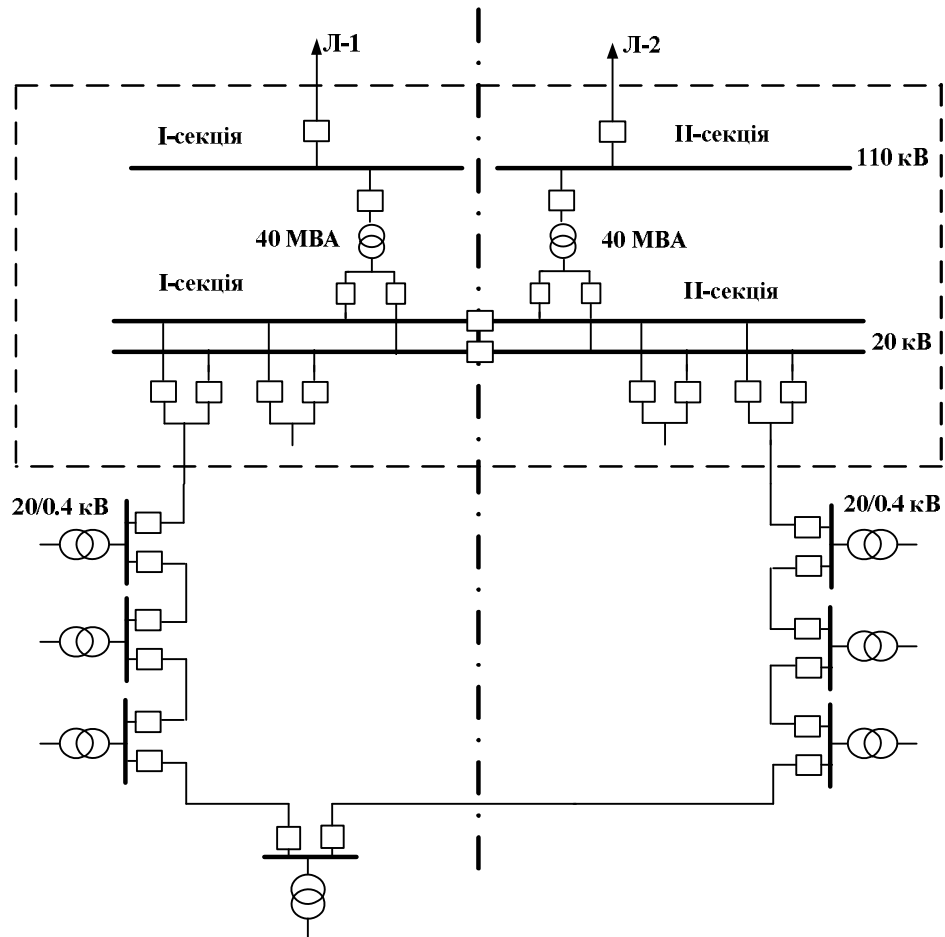 Л-1
Л-2
І-секція
ІІ-секція
110 кВ
40 МВА
40 МВА
І-секція
ІІ-секція
20 кВ
20/0.4 кВ
20/0.4 кВ